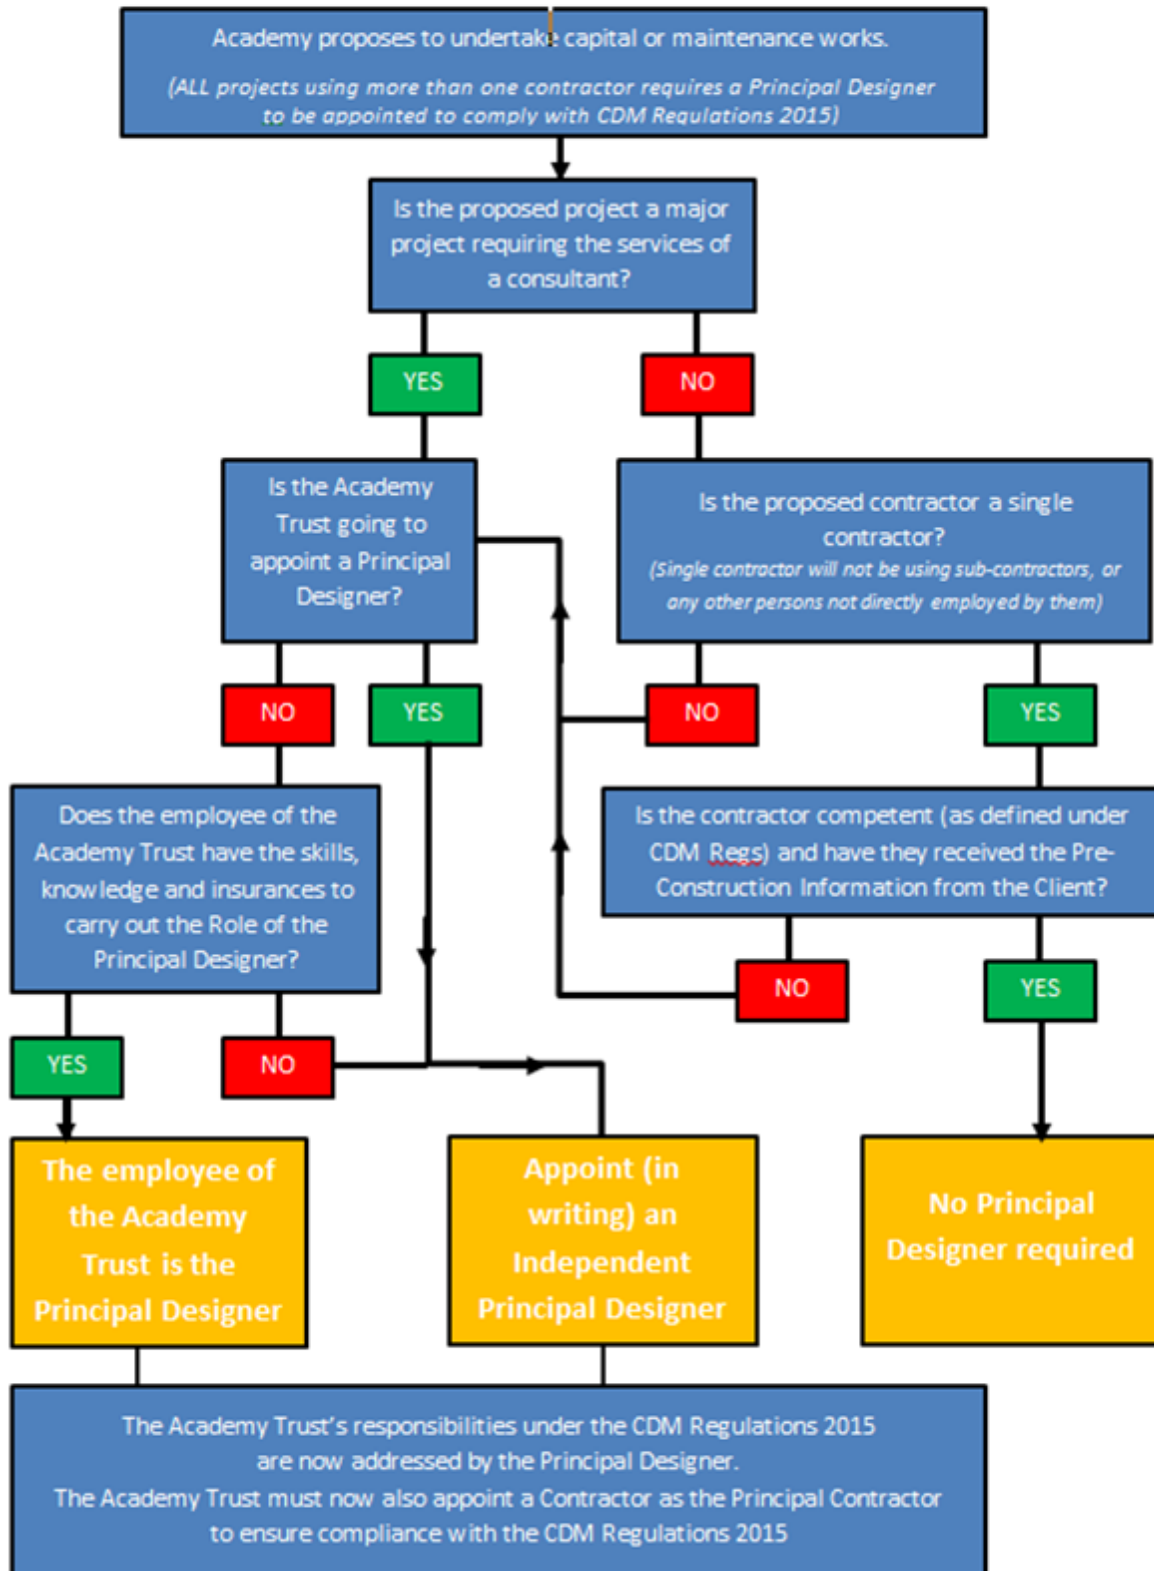 Academy proposes to undertake capital or maintenance works.
(ALL projects using more than one contractor requires a Principal Designer
to be appointed to comply with CDM Regulations 2015)
Is the proposed project a major
project requiring the services of
a consultant?
YES
NO
Is the Academy
Trust going to
appoint a Principal
Designer?
Is the proposed contractor a single
contractor?
(Single contractor will not be using sub-contractors, or
any other persons not directly employed by them)
NO
YES
NO
YES
Does the employee of the
Academy Trust have the skills,
knowledge and insurances to
carry out the Role of the
Principal Designer?
Is the contractor competent (as defined under
CDM Regs) and have they received the Pre-
Construction Information from the Client?
NO
YES
YES
NO
The employee of
the Academy
Trust is the
Principal Designer
Appoint (in
writing) an
Independent
Principal Designer
No Principal
Designer required
The Academy Trust's responsibilities under the CDM Regulations 2015
are now addressed by the Principal Designer.
The Academy Trust must now also appoint a Contractor as the Principal Contractor
to ensure compliance with the CDM Regulations 2015